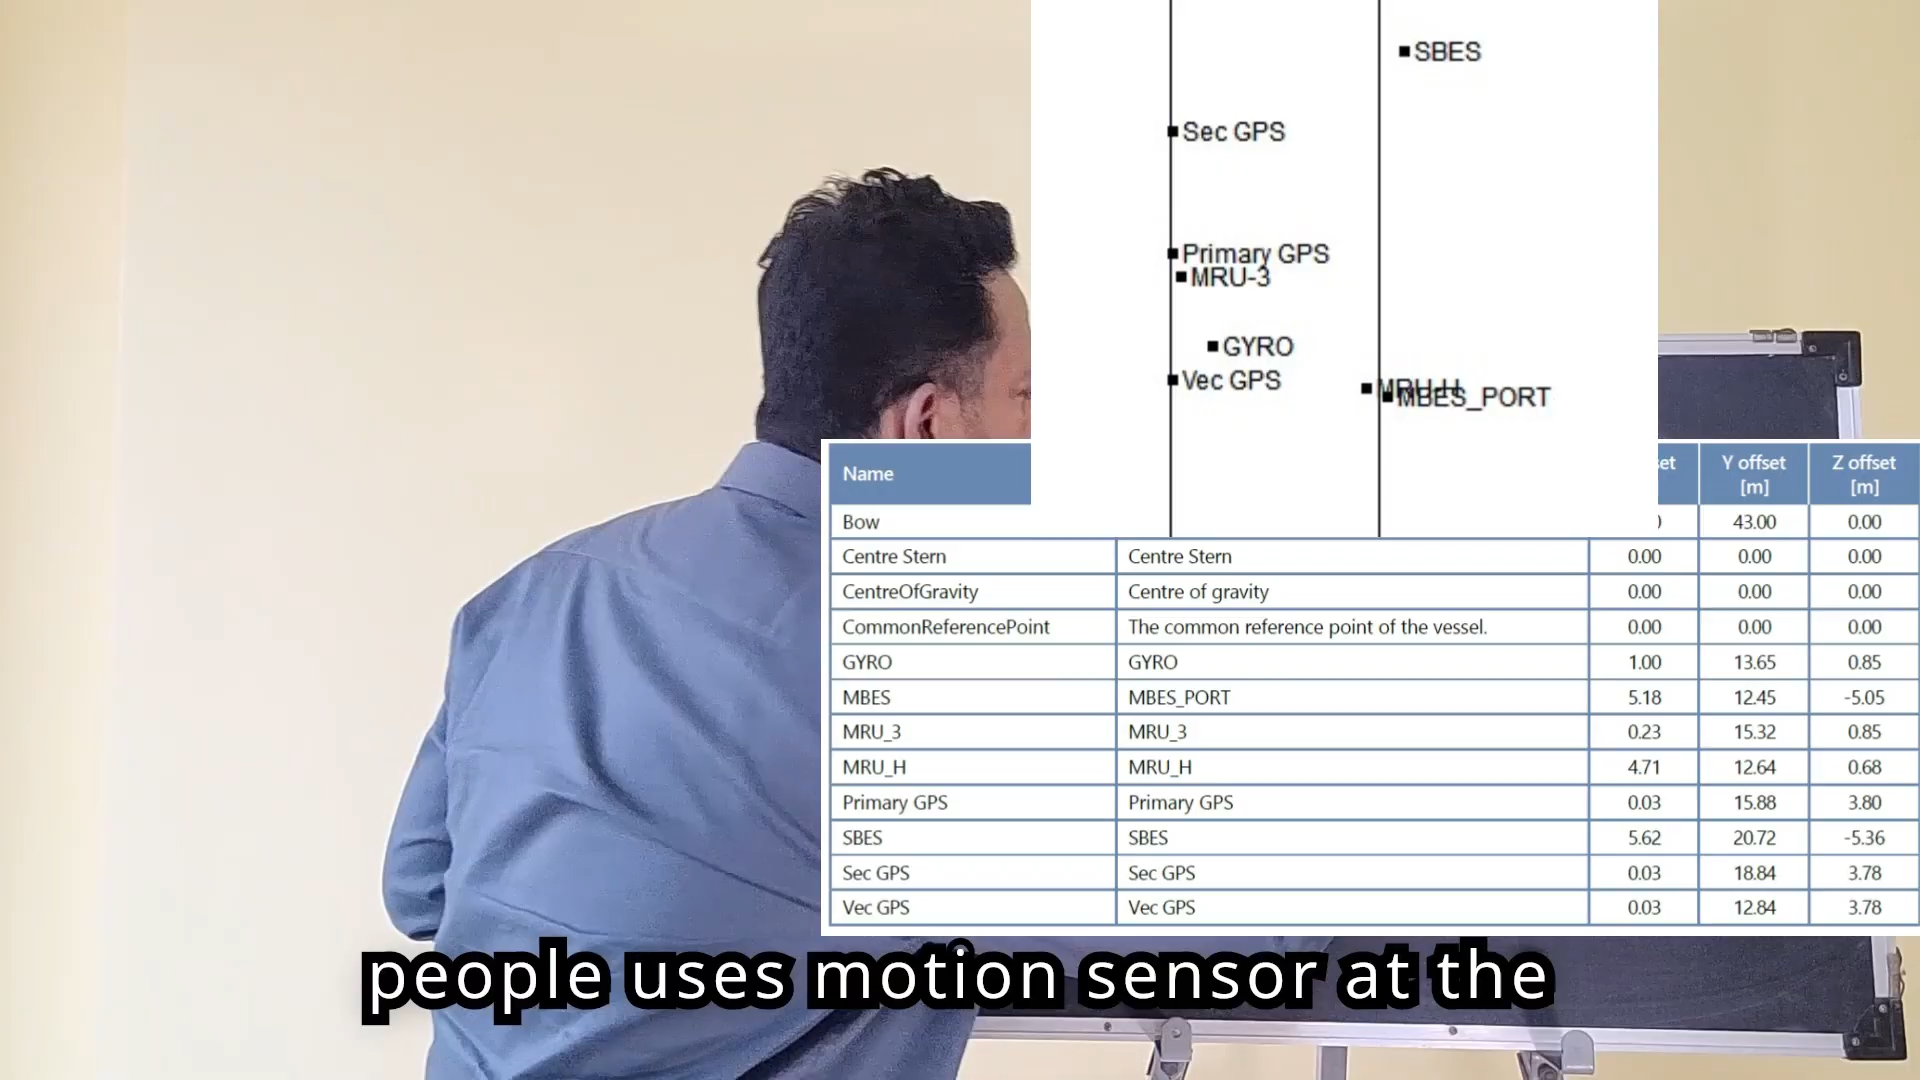 SBES
Sec GPS
Primary GPS
MRU-3
GYRO
Vec GPS
MRU-H
MBES_PORT
Name Y offset [m] Z offset [m]
Bow 43.00 0.00
Centre Stern Centre Stern 0.00 0.00 0.00
CentreOfGravity Centre of gravity 0.00 0.00 0.00
CommonReferencePoint The common reference point of the vessel. 0.00 0.00 0.00
GYRO GYRO 1.00 13.65 0.85
MBES MBES_PORT 5.18 12.45 -5.05
MRU_3 MRU_3 0.23 15.32 0.85
MRU_H MRU_H 4.71 12.64 0.68
Primary GPS Primary GPS 0.03 15.88 3.80
SBES SBES 5.62 20.72 -5.36
Sec GPS Sec GPS 0.03 18.84 3.78
Vec GPS Vec GPS 0.03 12.84 3.78
people uses motion sensor at the